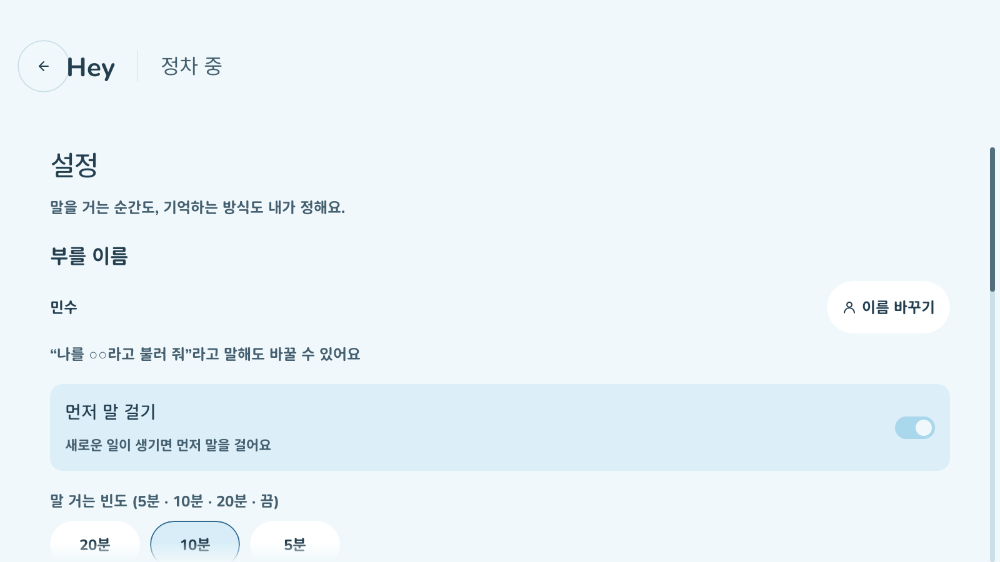 Hey
정차 중
설정
말을 거는 순간도, 기억하는 방식도 내가 정해요.
부를 이름
민수
이름 바꾸기
“나를 ○○라고 불러 줘”라고 말해도 바꿀 수 있어요
먼저 말 걸기
새로운 일이 생기면 먼저 말을 걸어요
말 거는 빈도 (5분 · 10분 · 20분 · 끔)
20분
10분
5분